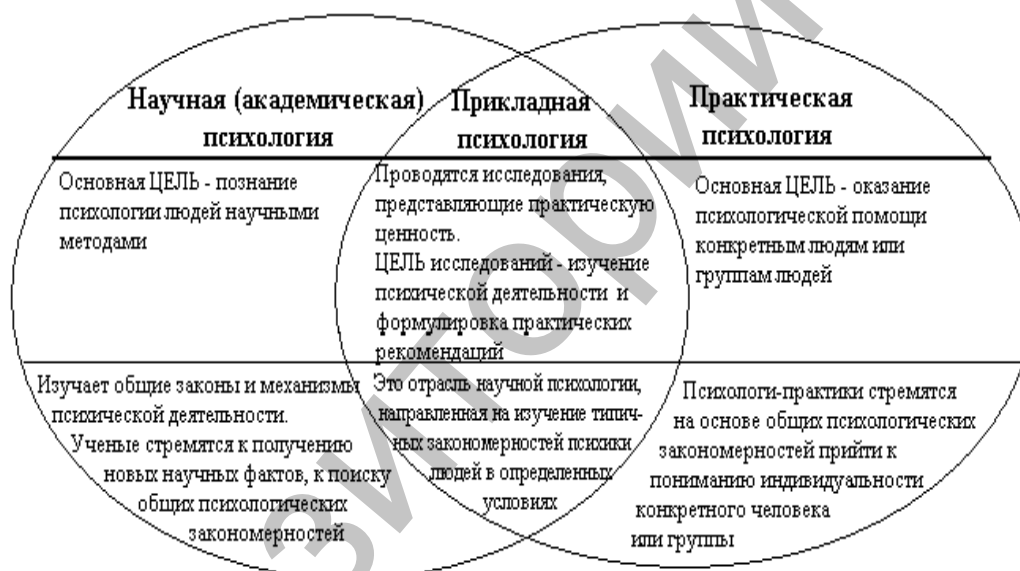 Научная (академическая)
психология
Основная ЦЕЛЬ - познание
психологии людей научными
методами
Изучает общие законы и механизмы
психической деятельности.
Ученые стремятся к получению
новых научных фактов, к поиску
общих психологических
закономерностей
Прикладная
психология
Проводятся исследования,
представляющие практическую
ценность.
ЦЕЛЬ исследований - изучение
психической деятельности и
формулировка практических
рекомендаций
Это отрасль научной психологии,
направленная на изучение типич-
ных закономерностей психики
людей в определенных
условиях
Практическая
психология
Основная ЦЕЛЬ - оказание
психологической помощи
конкретным людям или
группам людей
Психологи-практики стремятся
на основе общих психологических
закономерностей прийти к
пониманию индивидуальности
конкретного человека
или группы